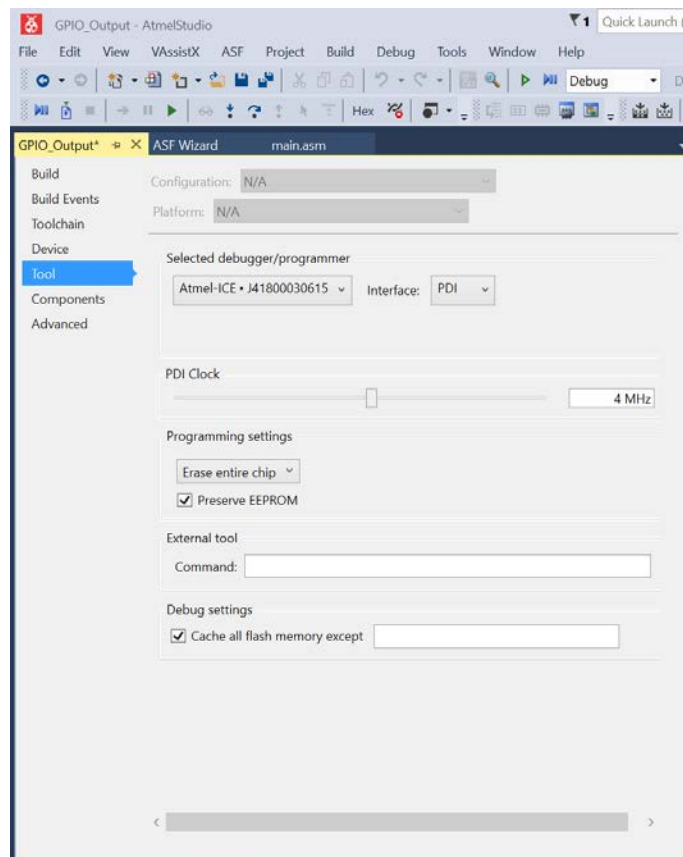 GPIO_Output - AtmelStudio
1 Quick Launch (
File Edit View VAssistX ASF Project Build Debug Tools Window Help
Debug
Hex
GPIO_Output* ASF Wizard main.asm
Build
Build Events
Toolchain
Device
Tool
Components
Advanced
Configuration: N/A
Platform: N/A
Selected debugger/programmer
Atmel-ICE • J41800030615 Interface: PDI
PDI Clock
4 MHz
Programming settings
Erase entire chip
Preserve EEPROM
External tool
Command:
Debug settings
Cache all flash memory except